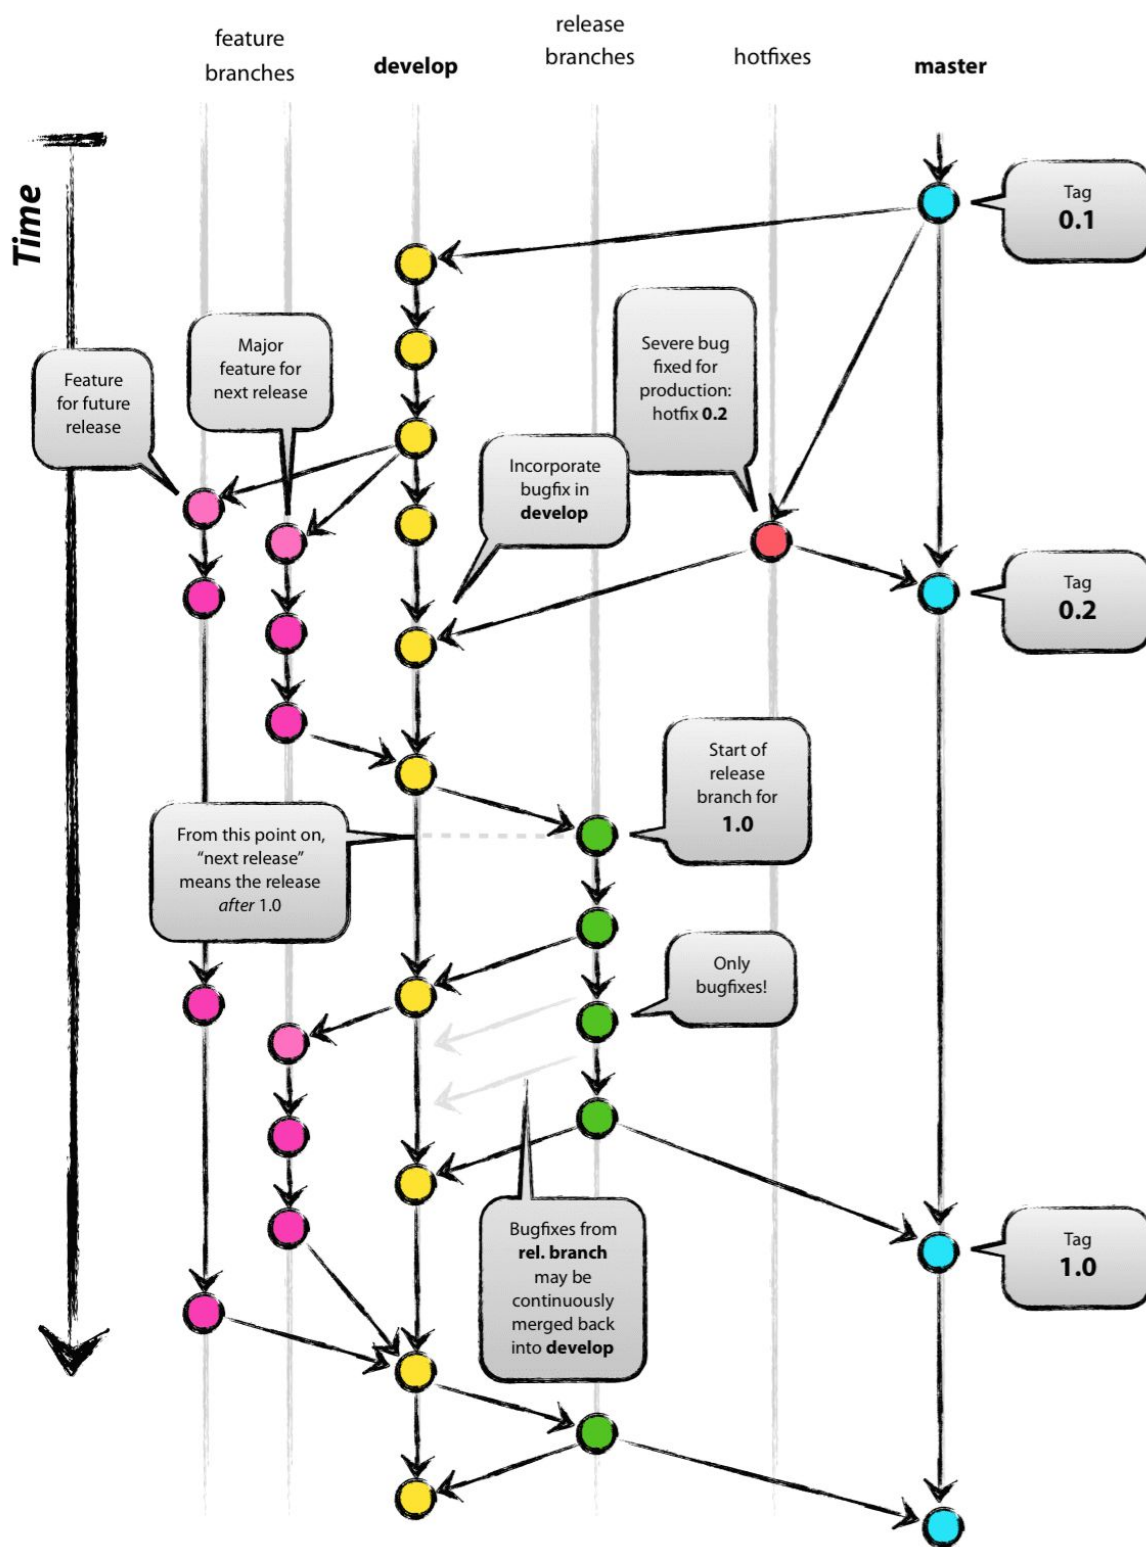 feature
branches
develop
release
branches
hotfixes
master
Time
Tag
0.1
Major
feature for
next release
Feature
for future
release
Severe bug
fixed for
production:
hotfix 0.2
Incorporate
bugfix in
develop
Tag
0.2
Start of
release
branch for
1.0
From this point on,
“next release”
means the release
after 1.0
Only
bugfixes!
Bugfixes from
rel. branch
may be
continuously
merged back
into develop
Tag
1.0